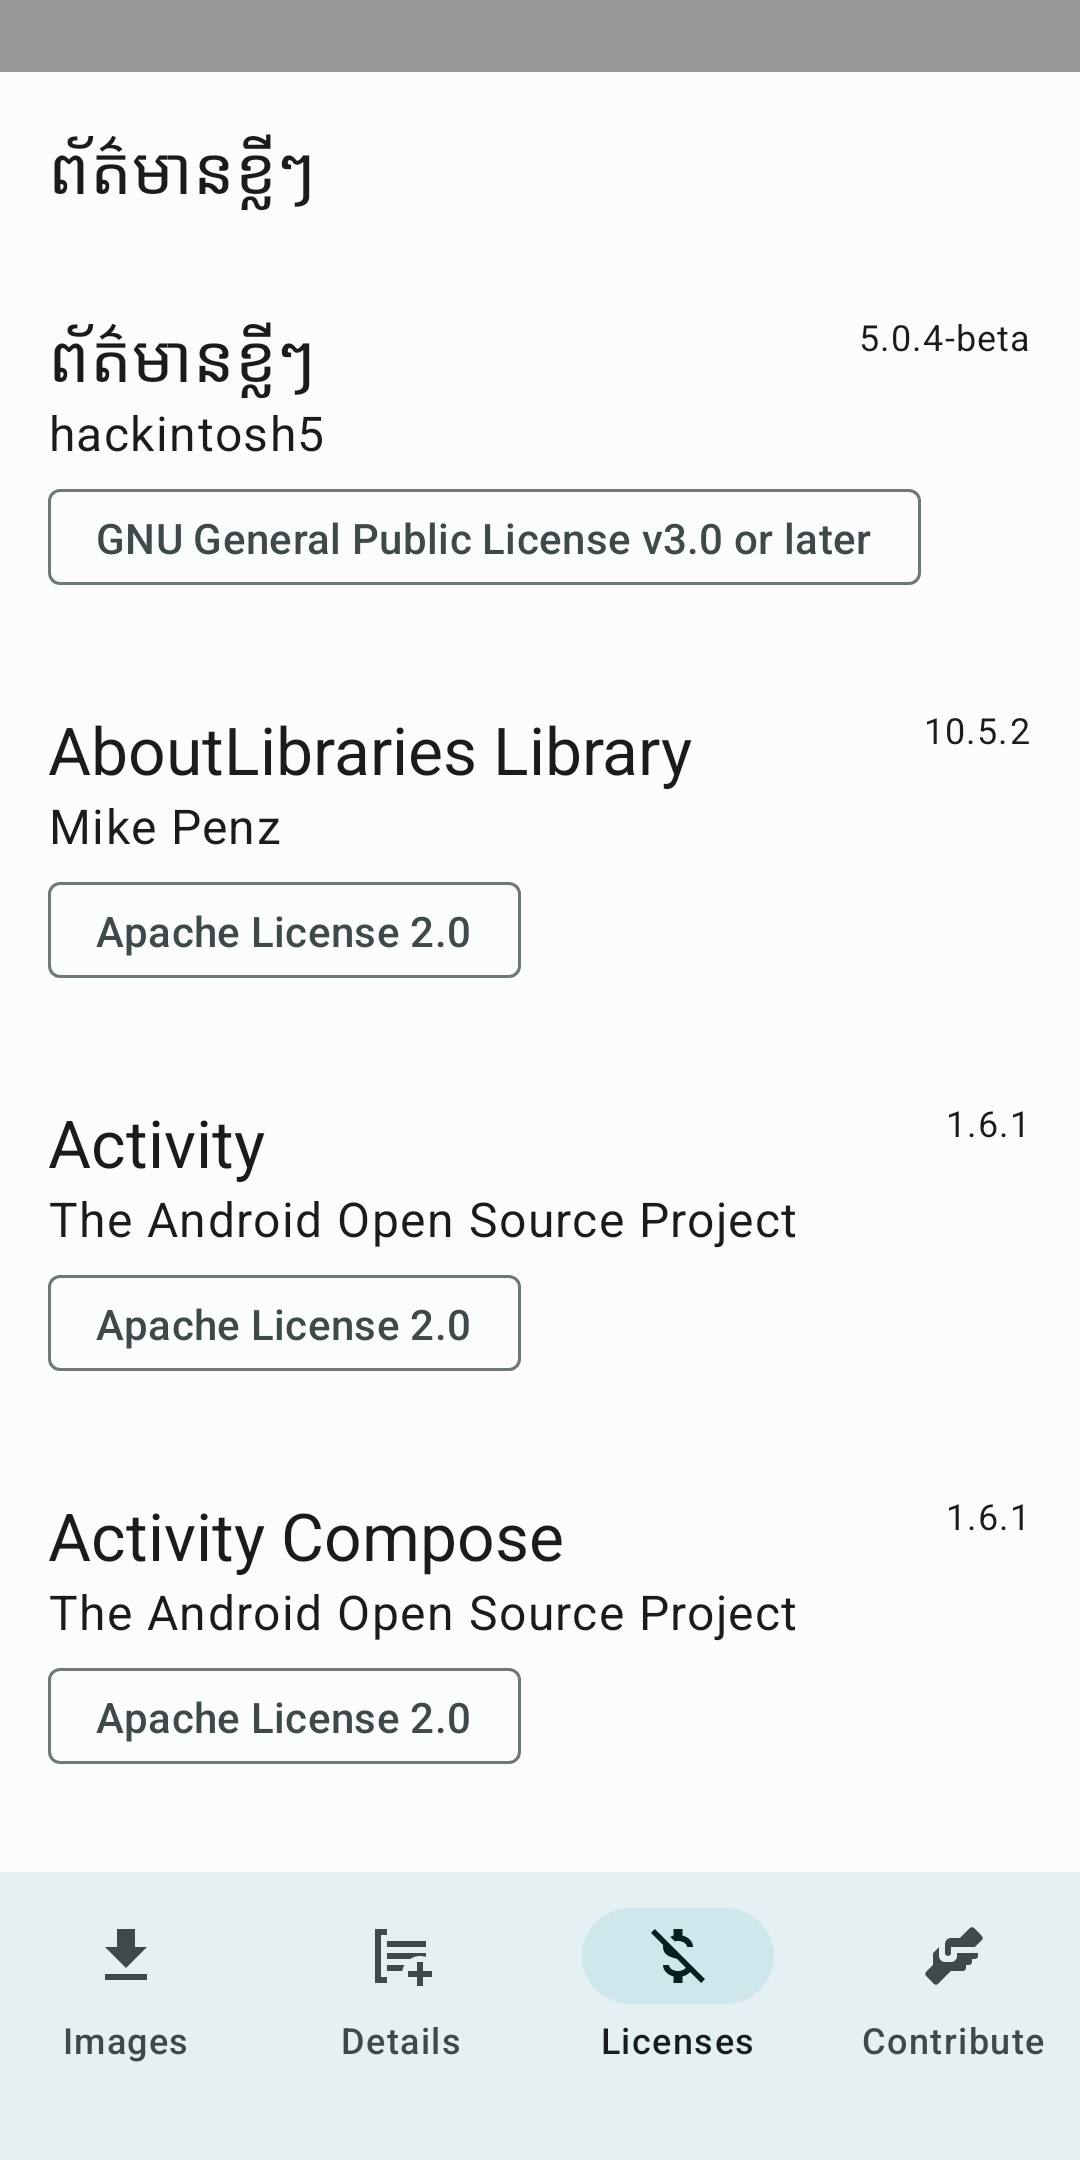 ព័ត៌មានខ្លីៗ
ព័ត៌មានខ្លីៗ
5.0.4-beta
hackintosh5
GNU General Public License v3.0 or later
AboutLibraries Library
10.5.2
Mike Penz
Apache License 2.0
Activity
1.6.1
The Android Open Source Project
Apache License 2.0
Activity Compose
1.6.1
The Android Open Source Project
Apache License 2.0
Images
Details
Licenses
Contribute